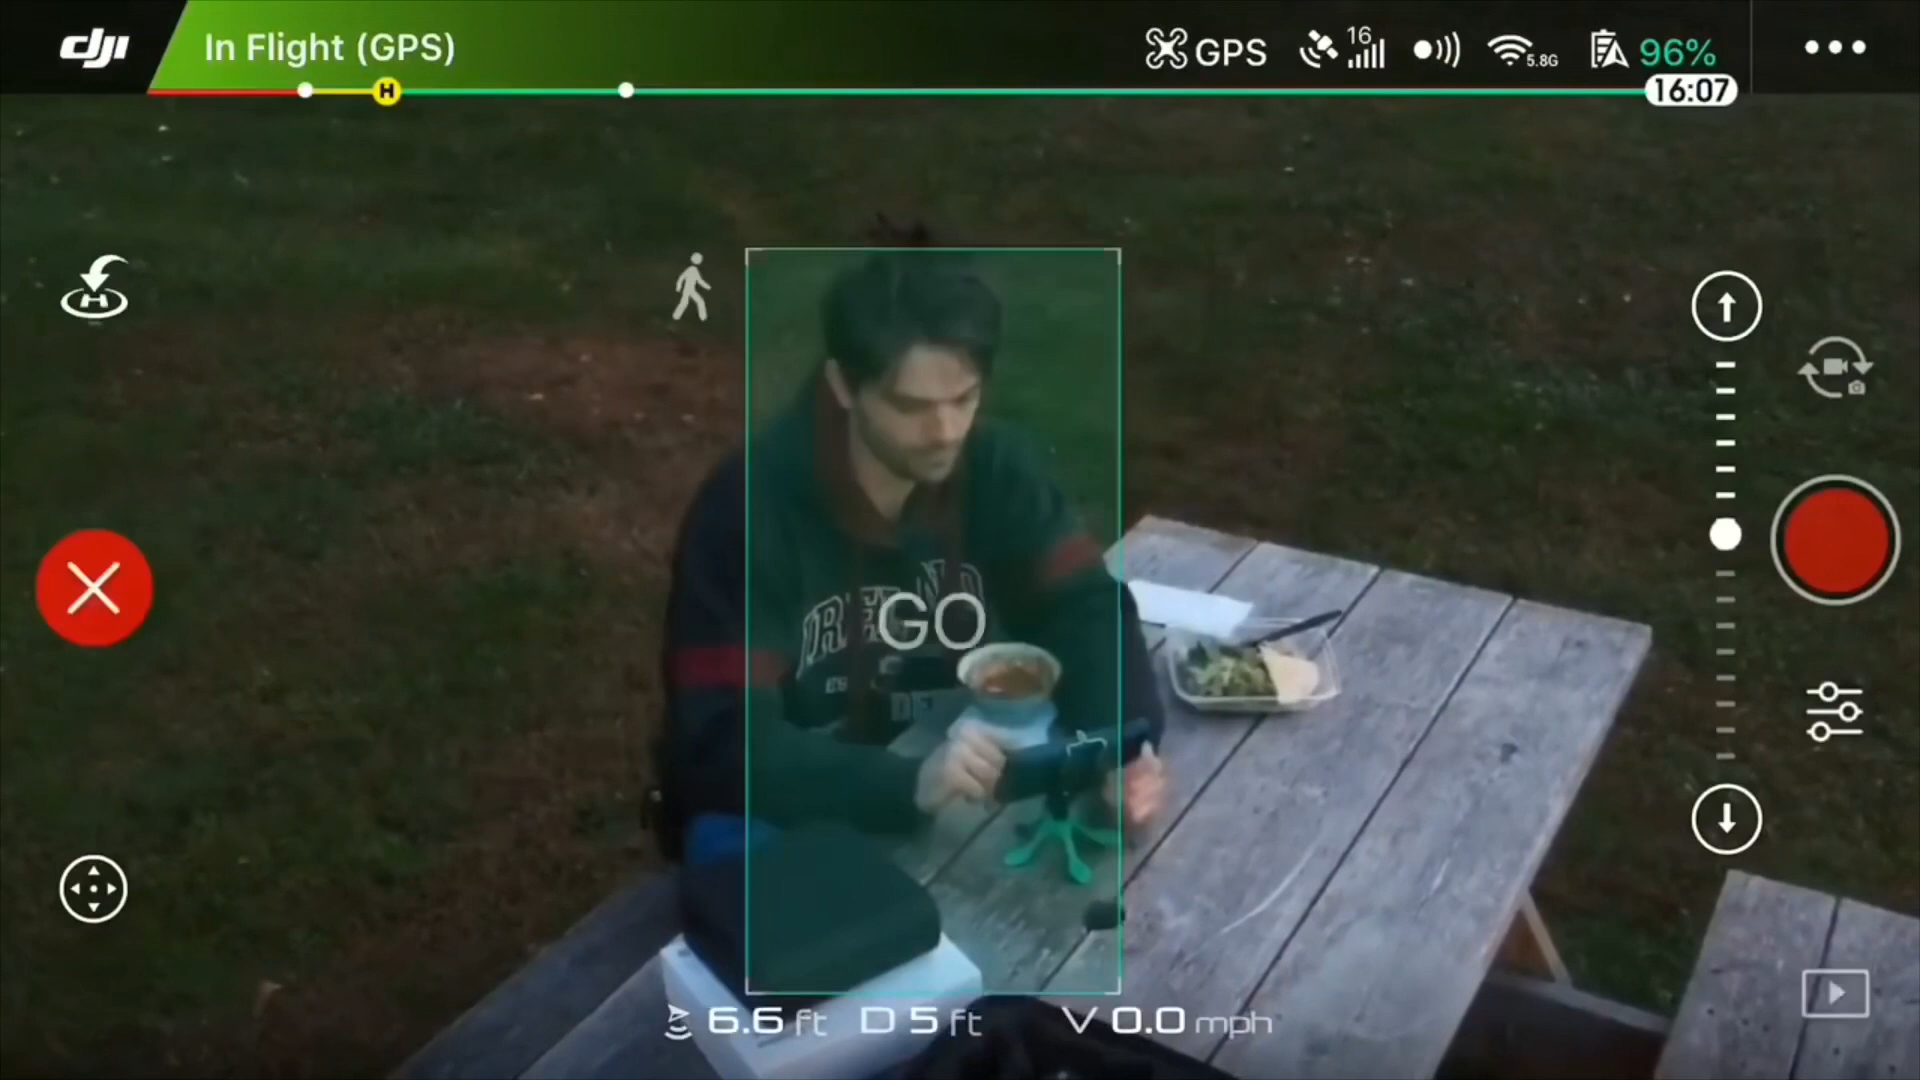 dji
In Flight (GPS)
GPS
16
5.8G
96%
H
16:07
H
GO
6.6 ft D 5 ft V 0.0 mph